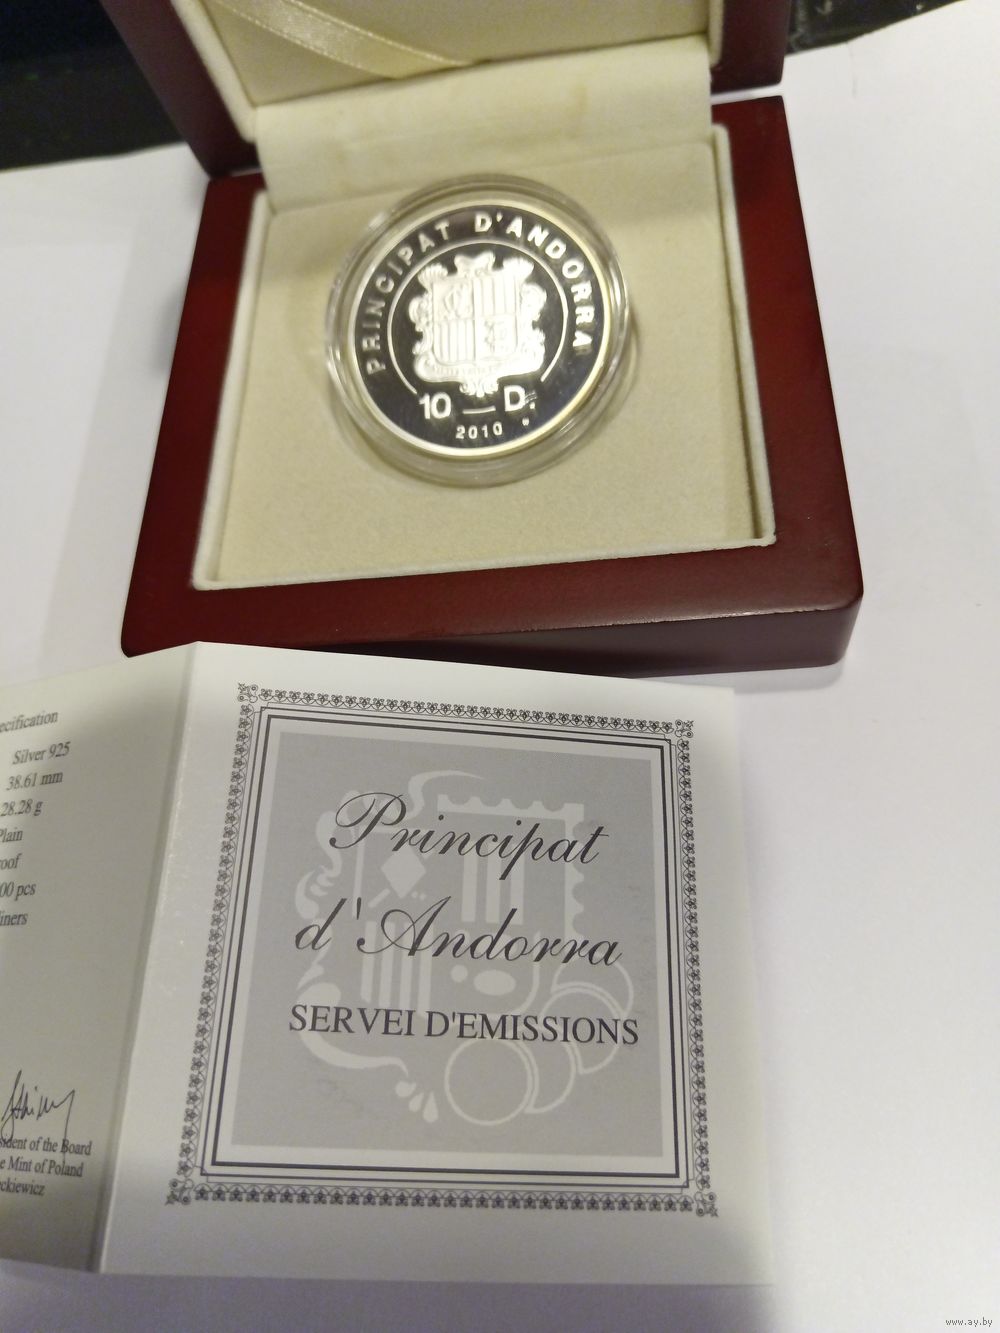 PRINCIPAT D'ANDORRA
10 D.
2010
ecification
Silver 925
38.61 mm
28.28 g
Plain
roof
00 pcs
iners
sident of the Board
e Mint of Poland
ckiewicz
Principat
d'Andorra
SERVEI D'EMISSIONS
www.ay.by